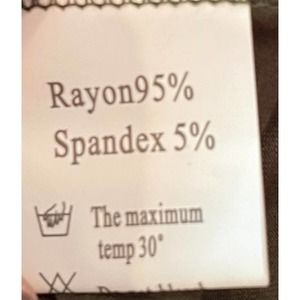 Rayon95%
Spandex 5%
The maximum
temp 30°